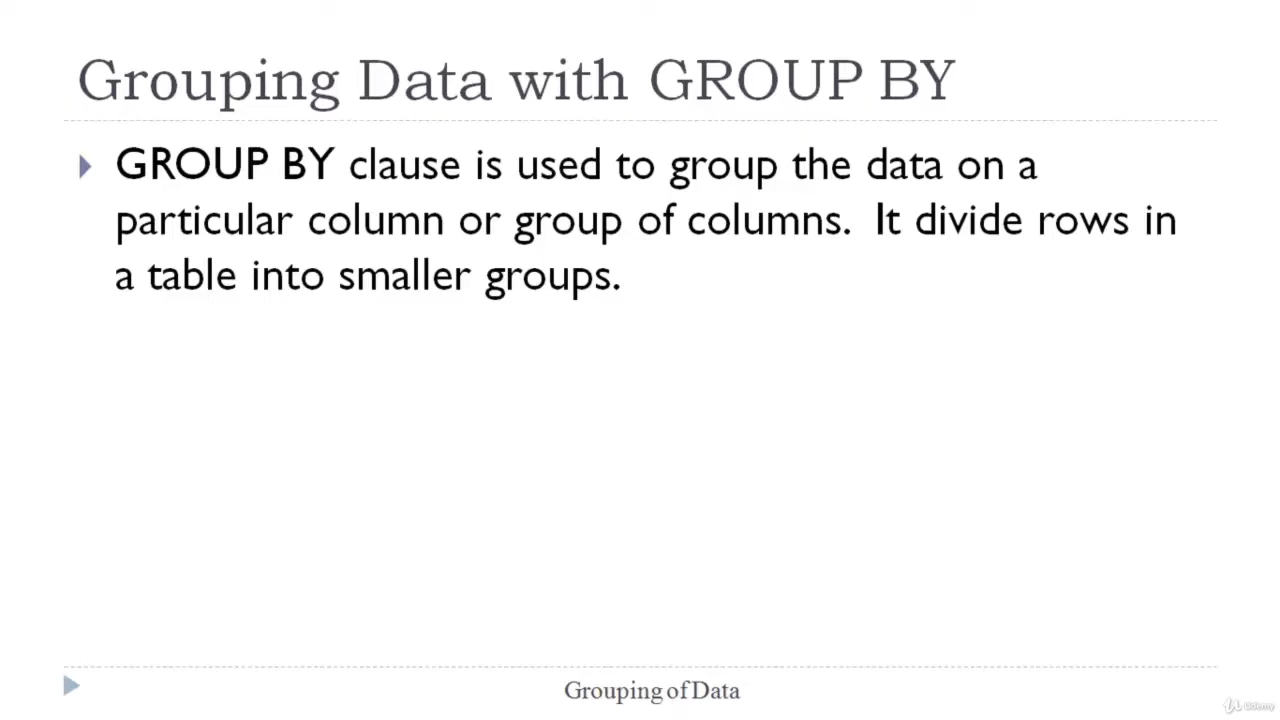 Grouping Data with GROUP BY
GROUP BY clause is used to group the data on a
particular column or group of columns.  It divide rows in
a table into smaller groups.
Grouping of Data
Udemy